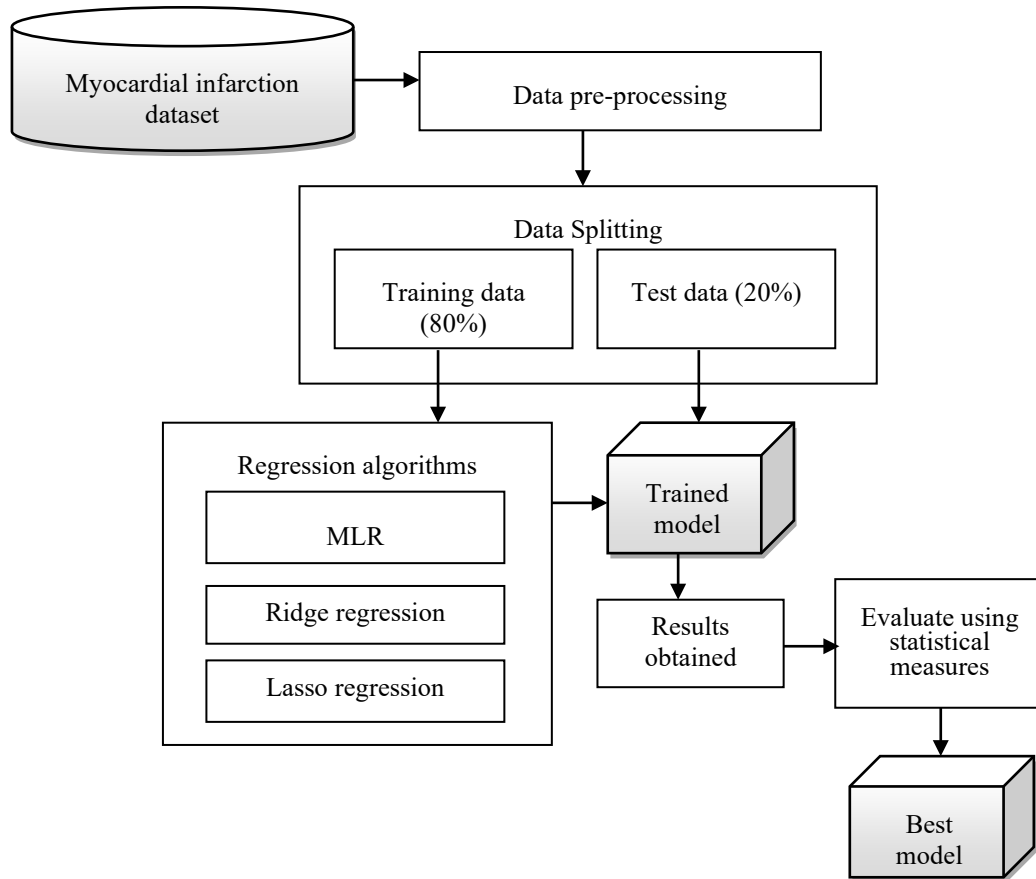 Myocardial infarction
dataset
Data pre-processing
Data Splitting
Training data
(80%)
Test data (20%)
Regression algorithms
MLR
Ridge regression
Lasso regression
Trained
model
Results
obtained
Evaluate using
statistical
measures
Best
model